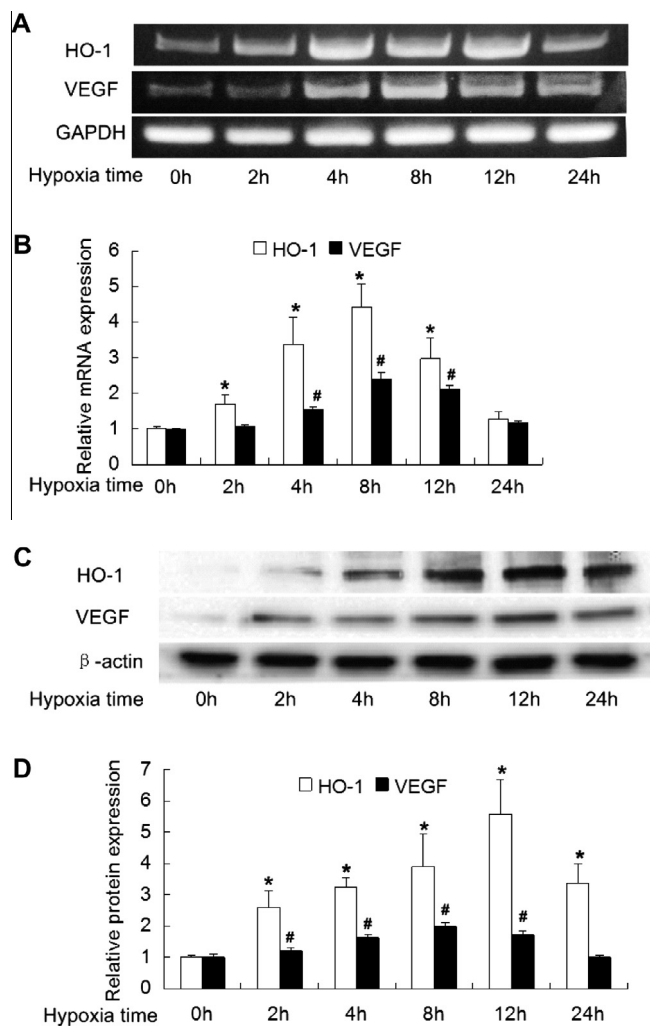 A
HO-1
VEGF
GAPDH
Hypoxia time 0h 2h 4h 8h 12h 24h
B
Relative mRNA expression
6
5
4
3
2
1
0
HO-1 VEGF
*
*
*
*
#
#
#
Hypoxia time 0h 2h 4h 8h 12h 24h
C
HO-1
VEGF
β-actin
Hypoxia time 0h 2h 4h 8h 12h 24h
D
Relative protein expression
7
6
5
4
3
2
1
0
HO-1 VEGF
*
*
*
*
*
#
#
#
#
Hypoxia time 0h 2h 4h 8h 12h 24h